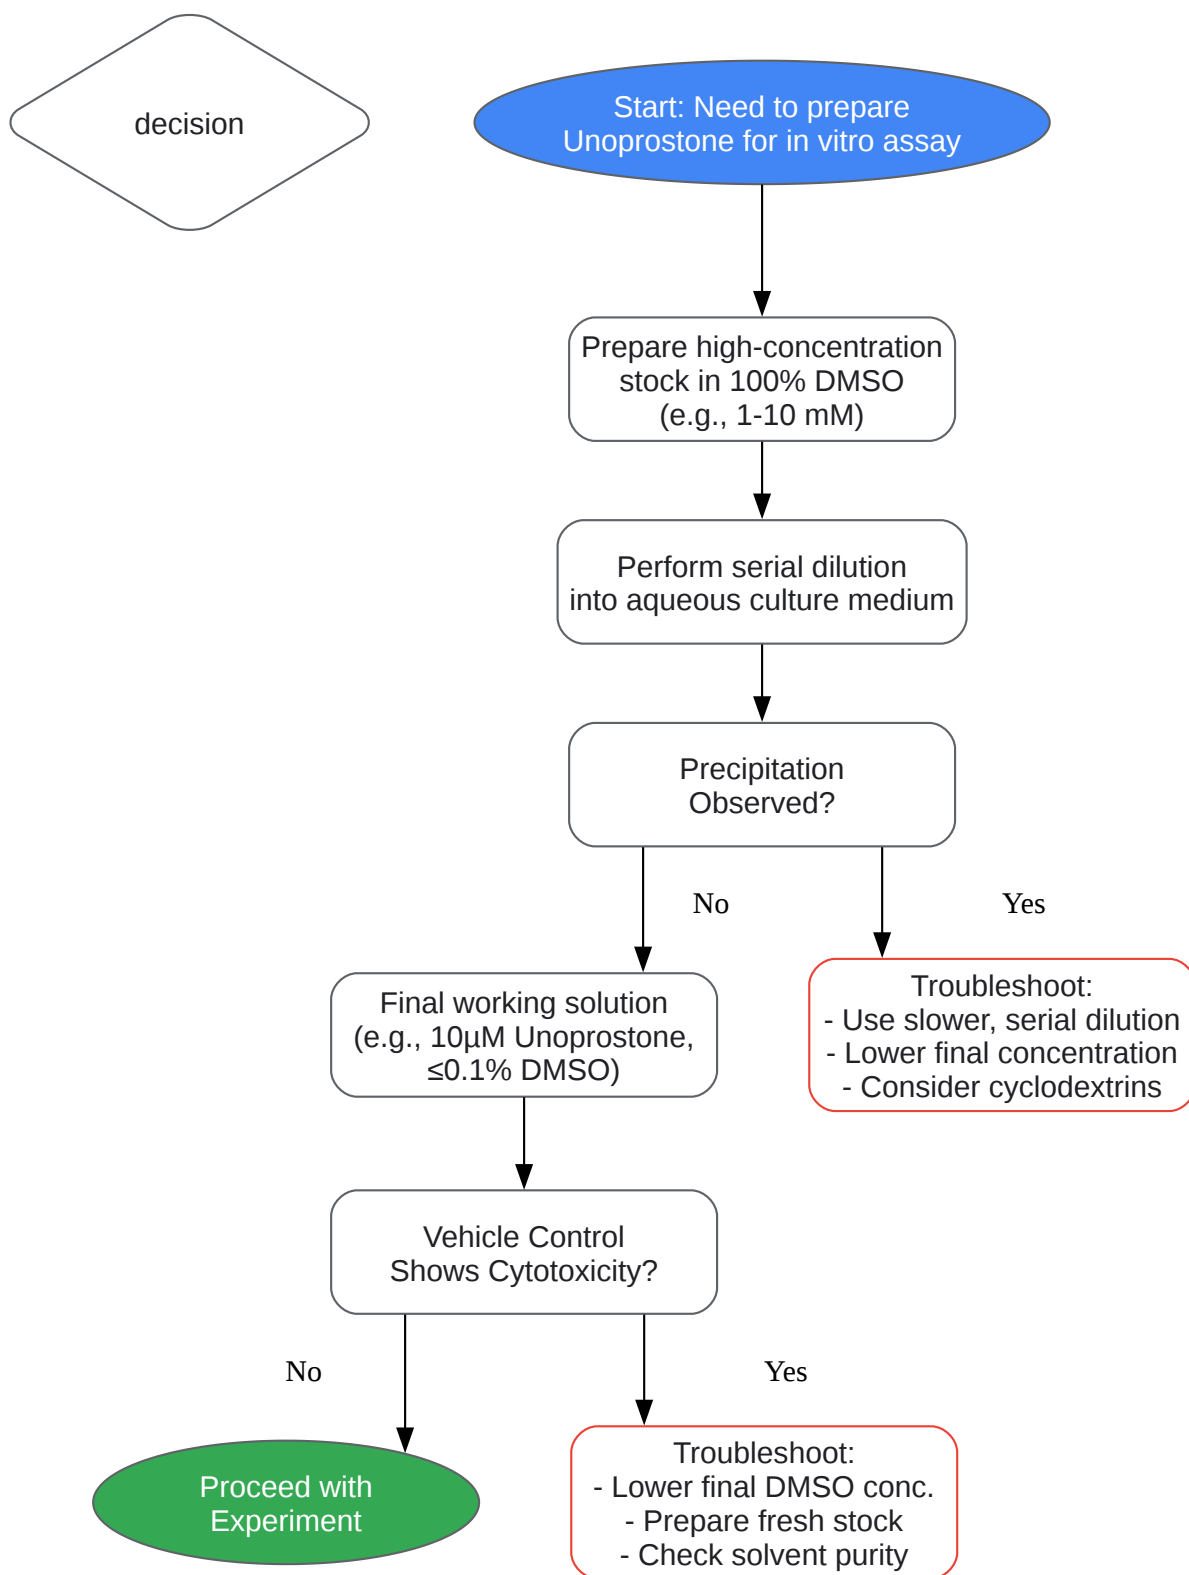 decision
Start: Need to prepare
Unoprostone for in vitro assay
Prepare high-concentration
stock in 100% DMSO
(e.g., 1-10 mM)
Perform serial dilution
into aqueous culture medium
Precipitation
Observed?
No
Yes
Final working solution
(e.g., 10µM Unoprostone,
≤0.1% DMSO)
Troubleshoot:
- Use slower, serial dilution
- Lower final concentration
- Consider cyclodextrins
Vehicle Control
Shows Cytotoxicity?
No
Yes
Proceed with
Experiment
Troubleshoot:
- Lower final DMSO conc.
- Prepare fresh stock
- Check solvent purity